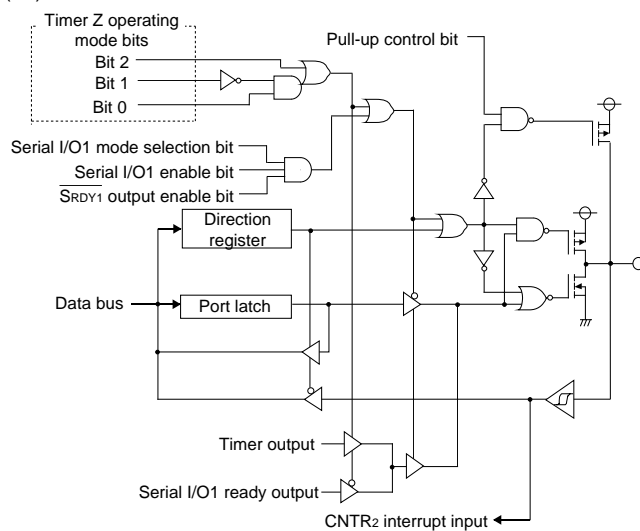 Timer Z operating
mode bits
Bit 2
Bit 1
Bit 0
Pull-up control bit
Serial I/O1 mode selection bit
Serial I/O1 enable bit
SRDY1 output enable bit
Direction
register
Data bus
Port latch
Timer output
Serial I/O1 ready output
CNTR2 interrupt input